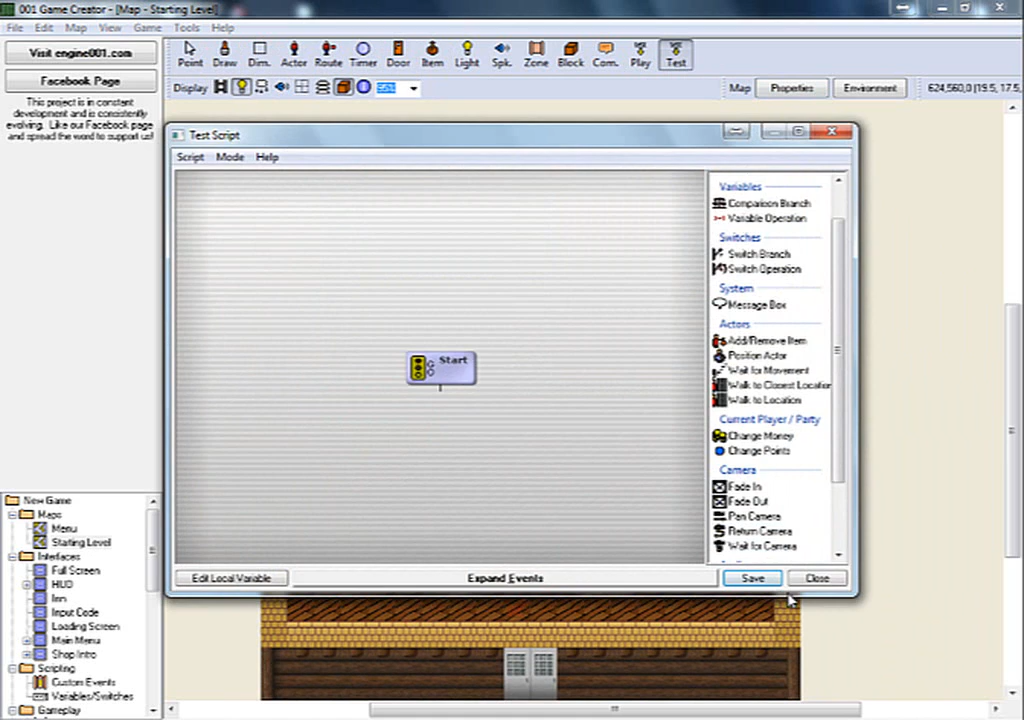 001 Game Creator - [Map - Starting Level]
File Edit Map View Game Tools Help
Visit engine001.com
Facebook Page
This project is in constant
development and is consistently
evolving. Like our Facebook page
and spread the word to support us!
Point Draw Dim. Actor Route Timer Door Item Light Spk. Zone Block Com. Play Test
Display
Map Properties Environment 624,560,0 [19.5, 17.5,
Test Script
Script Mode Help
Start
Variables
Comparison Branch
Variable Operation
Switches
Switch Branch
Switch Operation
System
Message Box
Actors
Add/Remove Item
Position Actor
Wait for Movement
Walk to Closest Location
Walk to Location
Current Player / Party
Change Money
Change Points
Camera
Fade In
Fade Out
Pan Camera
Return Camera
Wait for Camera
Edit Local Variable
Expand Events
Save
Close
New Game
Maps
Menu
Starting Level
Interfaces
Full Screen
HUD
Inn
Input Code
Loading Screen
Main Menu
Shop Intro
Scripting
Custom Events
Variables/Switches
Gameplay